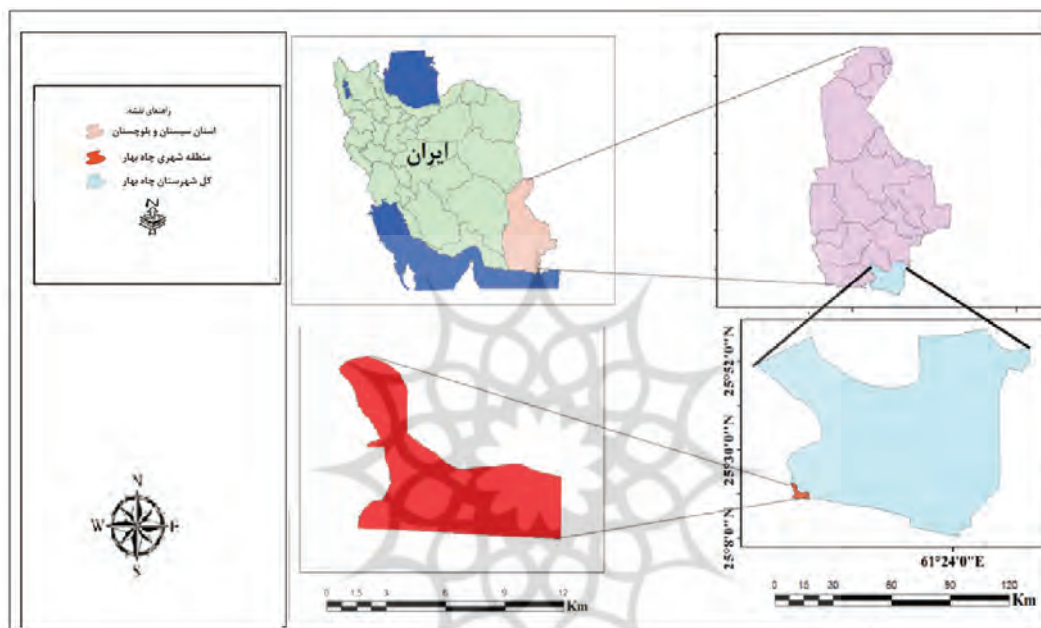 راهنمای نقشه:
استان سیستان و بلوچستان
منطقه شهری چاه بهار
کل شهرستان چاه بهار
N
ایران
25°52'0"N
25°30'0"N
25°8'0"N
61°24'0"E
N
W E
S
0 1.5 3 6 9 12
Km
0 15 30 60 90 120
Km